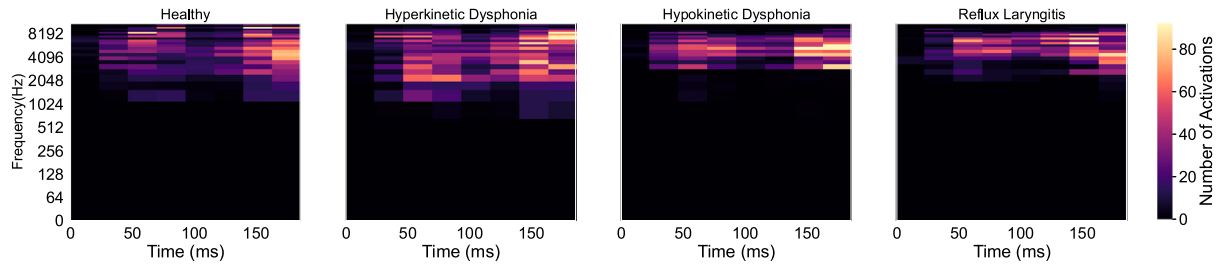 Healthy
Hyperkinetic Dysphonia
Hypokinetic Dysphonia
Reflux Laryngitis
Frequency(Hz)
8192
4096
2048
1024
512
256
128
64
0
0 50 100 150
Time (ms)
0 50 100 150
Time (ms)
0 50 100 150
Time (ms)
0 50 100 150
Time (ms)
80
60
40
20
0
Number of Activations